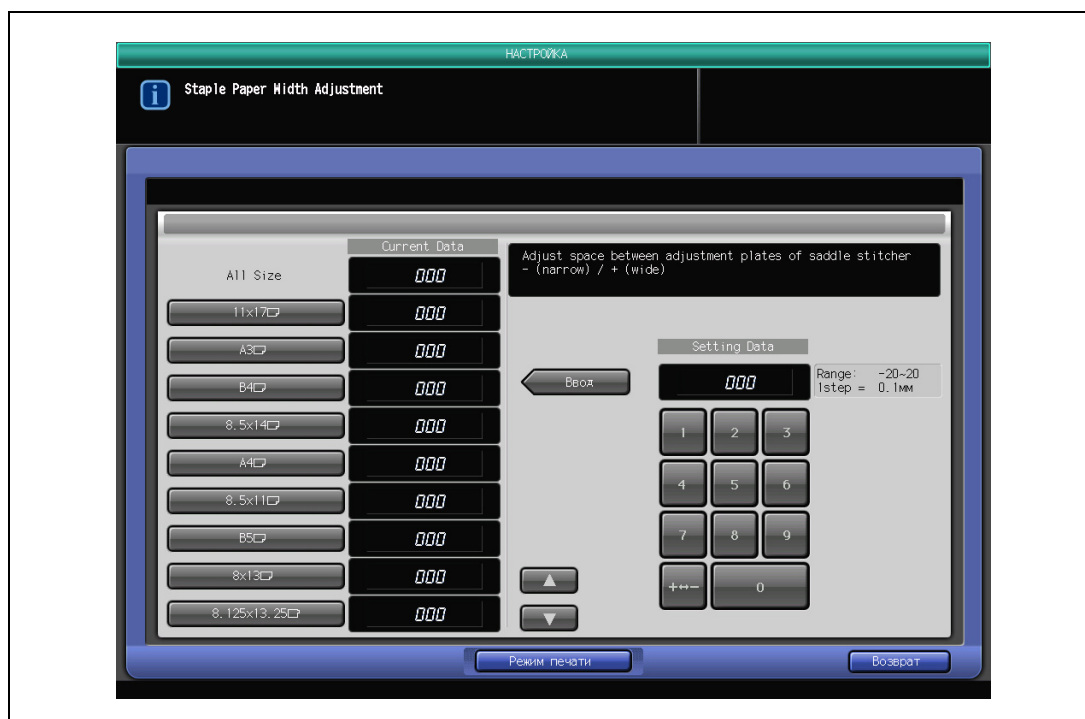 НАСТРОЙКА
Staple Paper Width Adjustment
Current Data
All Size 000
11x17 000
A3 000
B4 000
8.5x14 000
A4 000
8.5x11 000
B5 000
8x13 000
8.125x13.25 000
Adjust space between adjustment plates of saddle stitcher
- (narrow) / + (wide)
Setting Data
Ввод
000
Range: -20~20
1step = 0.1мм
1 2 3
4 5 6
7 8 9
+↔- 0
Режим печати
Возврат